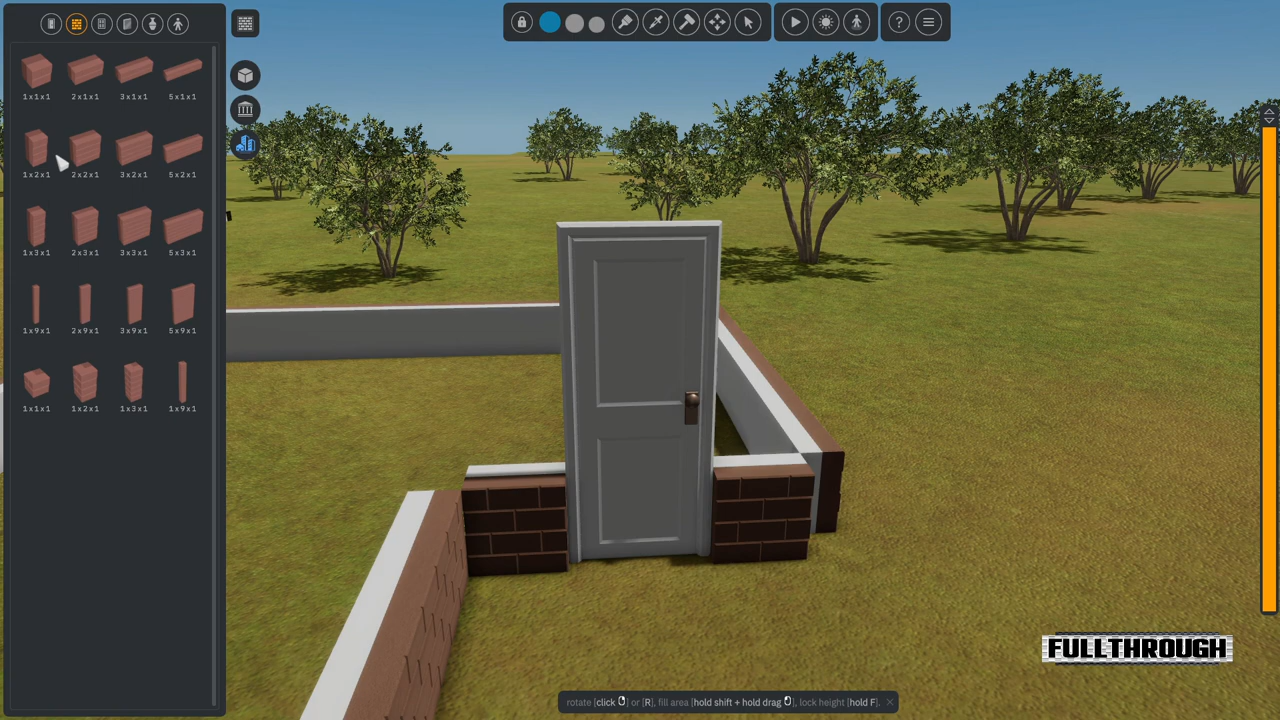 1x1x1 2x1x1 3x1x1 5x1x1
1x2x1 2x2x1 3x2x1 5x2x1
1x3x1 2x3x1 3x3x1 5x3x1
1x9x1 2x9x1 3x9x1 5x9x1
1x1x1 1x2x1 1x3x1 1x9x1
FULLTHROUGH
rotate [click] or [R], fill area [hold shift + hold drag], lock height [hold F].